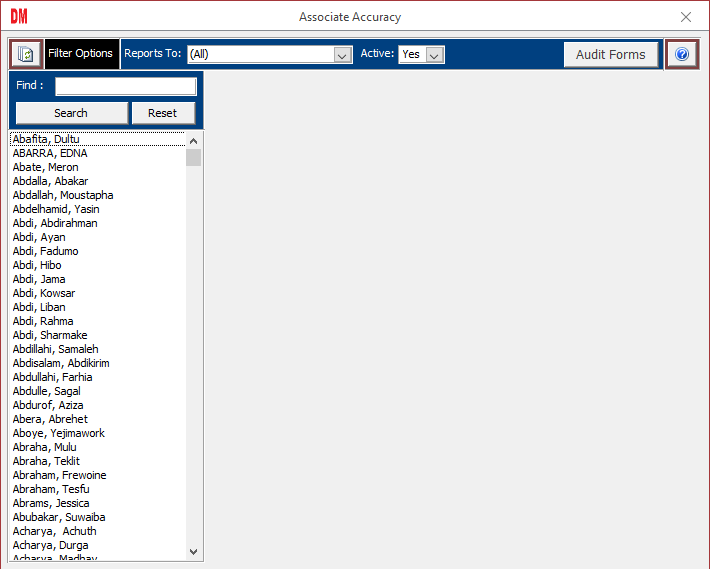 DM
Associate Accuracy
Filter Options
Reports To: (All)
Active: Yes
Audit Forms
Find :
Search
Reset
Abafita, Dultu
ABARRA, EDNA
Abate, Meron
Abdalla, Abakar
Abdallah, Moustapha
Abdelhamid, Yasin
Abdi, Abdirahman
Abdi, Ayan
Abdi, Fadumo
Abdi, Hibo
Abdi, Jama
Abdi, Kowsar
Abdi, Liban
Abdi, Rahma
Abdi, Sharmake
Abdillahi, Samaleh
Abdisalam, Abdikirim
Abdullahi, Farhia
Abdulle, Sagal
Abdurof, Aziza
Abera, Abrehet
Aboye, Yejimawork
Abraha, Mulu
Abraha, Teklit
Abraham, Frewoine
Abraham, Tesfu
Abrams, Jessica
Abubakar, Suwaiba
Acharya,  Achuth
Acharya, Durga
Acharya, Madhav